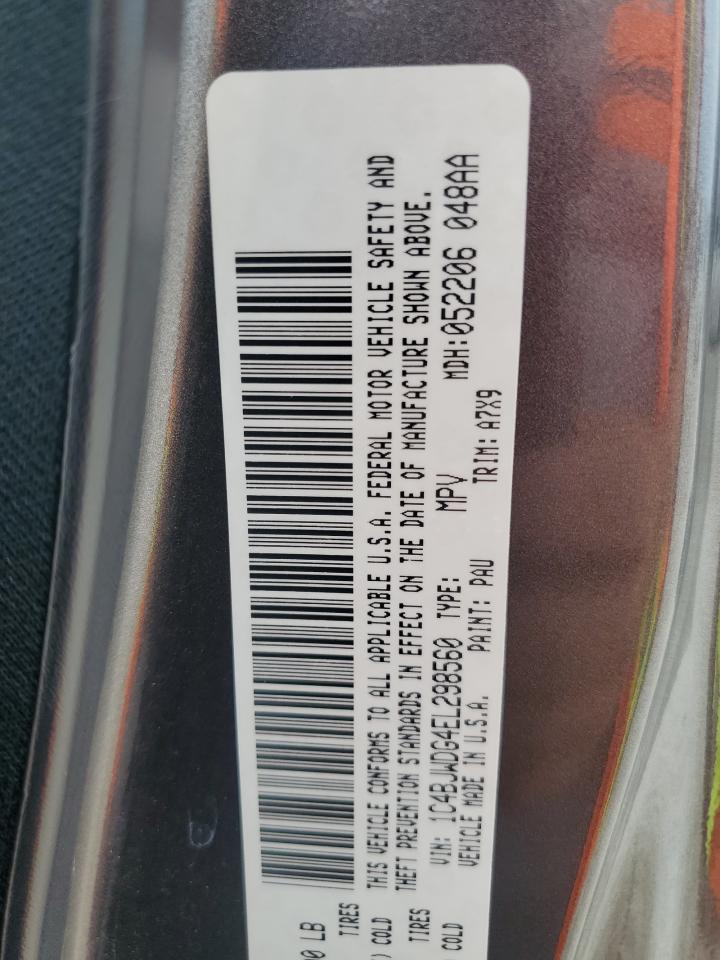 THIS VEHICLE CONFORMS TO ALL APPLICABLE U.S.A. FEDERAL MOTOR VEHICLE SAFETY AND
THEFT PREVENTION STANDARDS IN EFFECT ON THE DATE OF MANUFACTURE SHOWN ABOVE.
VIN: 1C4BJWDG4EL298560 TYPE: MPV MDH:052206 048AA
VEHICLE MADE IN U.S.A. PAINT: PAU TRIM: A7X9
LB
TIRES
) COLD
TIRES
COLD